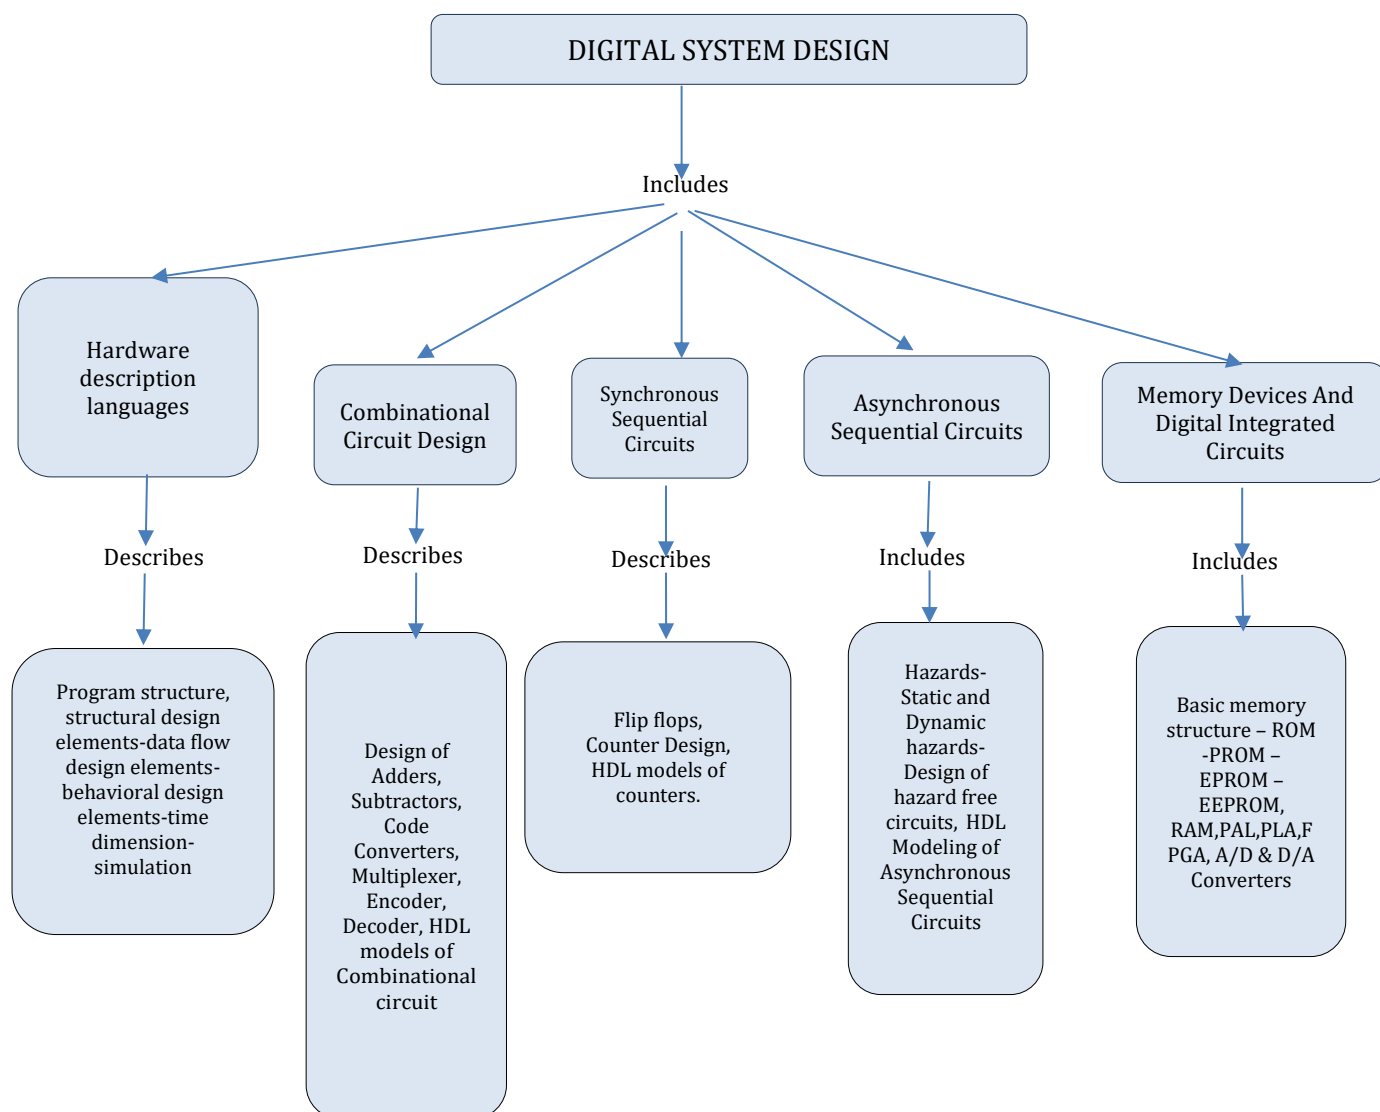 DIGITAL SYSTEM DESIGN
Includes
Hardware
description
languages
Combinational
Circuit Design
Synchronous
Sequential
Circuits
Asynchronous
Sequential Circuits
Memory Devices And
Digital Integrated
Circuits
Describes
Describes
Describes
Includes
Includes
Program structure,
structural design
elements-data flow
design elements-
behavioral design
elements-time
dimension-
simulation
Design of
Adders,
Subtractors,
Code
Converters,
Multiplexer,
Encoder,
Decoder, HDL
models of
Combinational
circuit
Flip flops,
Counter Design,
HDL models of
counters.
Hazards-
Static and
Dynamic
hazards-
Design of
hazard free
circuits, HDL
Modeling of
Asynchronous
Sequential
Circuits
Basic memory
structure – ROM
-PROM –
EPROM –
EEPROM,
RAM,PAL,PLA,F
PGA, A/D & D/A
Converters